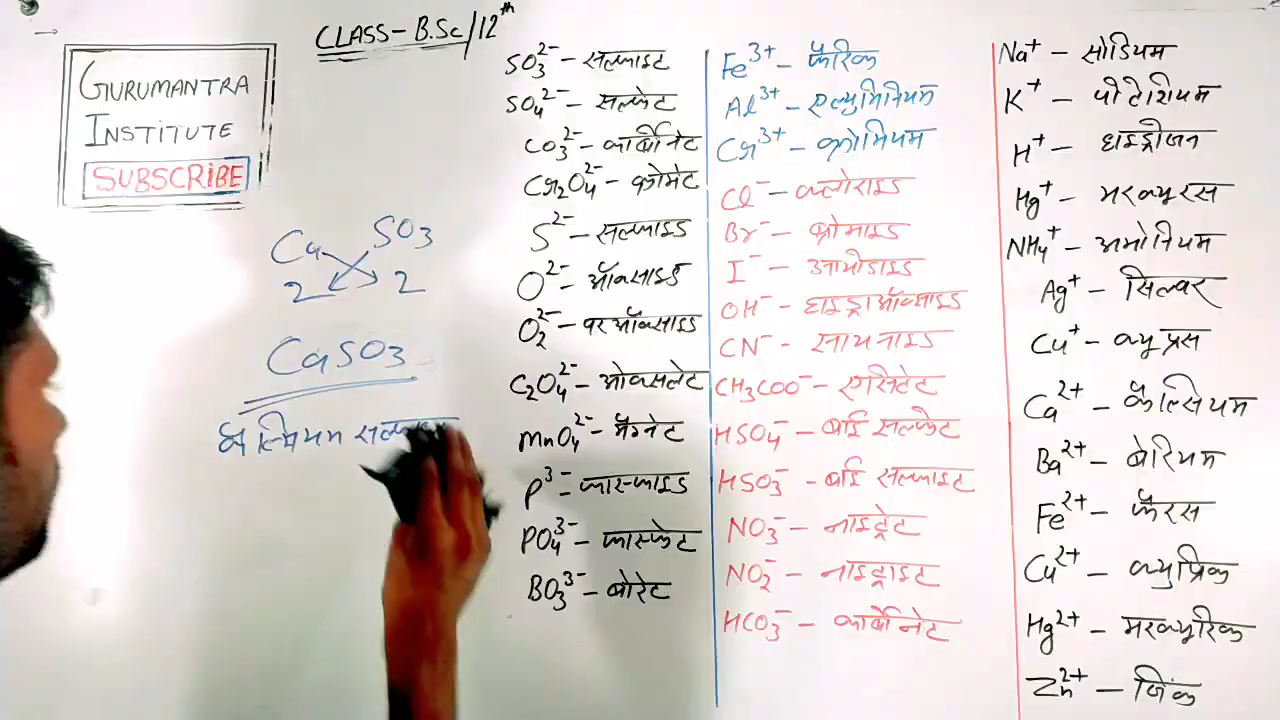 CLASS-B.Sc/12th
GURUMANTRA
INSTITUTE
SUBSCRIBE
Ca SO3
2 2
CaSO3
कैल्सियम
SO3^2- – सल्फाइट
SO4^2- – सल्फेट
CO3^2- – कार्बोनेट
Cr2O4^2- – क्रोमेट
S^2- – सल्फाइड
O^2- – ऑक्साइड
O2^2- – पर ऑक्साइड
C2O4^2- – ओक्सलेट
MnO4^2- – मैंग्नेट
P^3- – फास्फाइड
PO4^3- – फास्फेट
BO3^3- – बोरेट
Fe^3+ – फैरिक
Al^3+ – एल्युमिनियम
Cr^3+ – क्रोमियम
Cl^- – क्लोराइड
Br^- – ब्रोमाइड
I^- – आयोडाइड
OH^- – हाइड्राऑक्साइड
CN^- – सायनाइड
CH3COO^- – एसिटेट
HSO4^- – बाई सल्फेट
HSO3^- – बाई सल्फाइट
NO3^- – नाइट्रेट
NO2^- – नाइट्राइट
HCO3^- – कार्बोनेट
Na^+ – सोडियम
K^+ – पोटेशियम
H^+ – हाइड्रोजन
Hg^+ – मरक्यूरस
NH4^+ – अमोनियम
Ag^+ – सिल्वर
Cu^+ – क्यूप्रस
Ca^2+ – कैल्सियम
Ba^2+ – बेरियम
Fe^2+ – फैरस
Cu^2+ – क्युप्रिक
Hg^2+ – मरक्यूरिक
Zn^2+ – जिंक